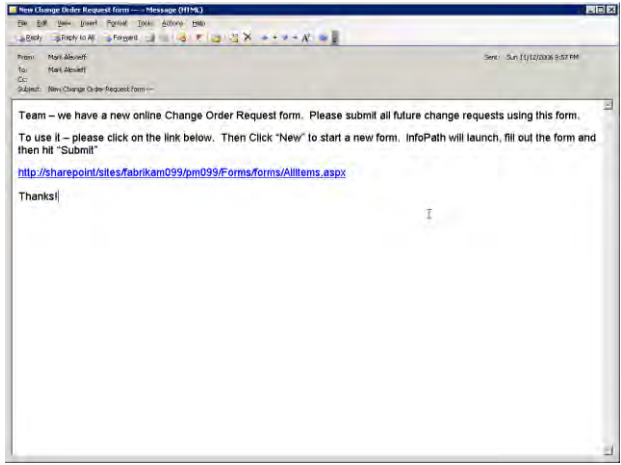 New Change Order Request form --- - Message (HTML)
File Edit View Insert Format Tools Actions Help
Reply Reply to All Forward
From: Mark Alexieff
Sent: Sun 11/12/2006 9:57 PM
To: Mark Alexieff
Cc:
Subject: New Change Order Request form ---
Team – we have a new online Change Order Request form. Please submit all future change requests using this form.
To use it – please click on the link below. Then Click “New” to start a new form. InfoPath will launch, fill out the form and
then hit “Submit”
http://sharepoint/sites/fabrikam099/pm099/Forms/forms/AllItems.aspx
Thanks!